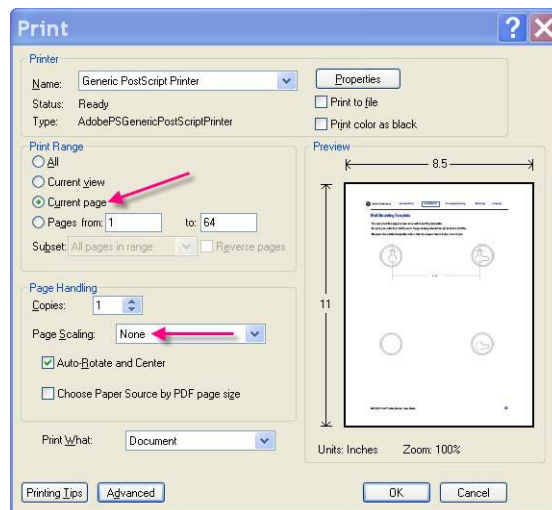 Print
Printer
Name: Generic PostScript Printer
Properties
Status: Ready
Print to file
Type: AdobePSGenericPostScriptPrinter
Print color as black
Print Range
All
Current view
Current page
Pages from: 1 to: 64
Subset: All pages in range
Reverse pages
Page Handling
Copies: 1
Page Scaling: None
Auto-Rotate and Center
Choose Paper Source by PDF page size
Print What: Document
Preview
8.5
11
Wall Mounting Template
Units: Inches Zoom: 100%
Printing Tips
Advanced
OK
Cancel